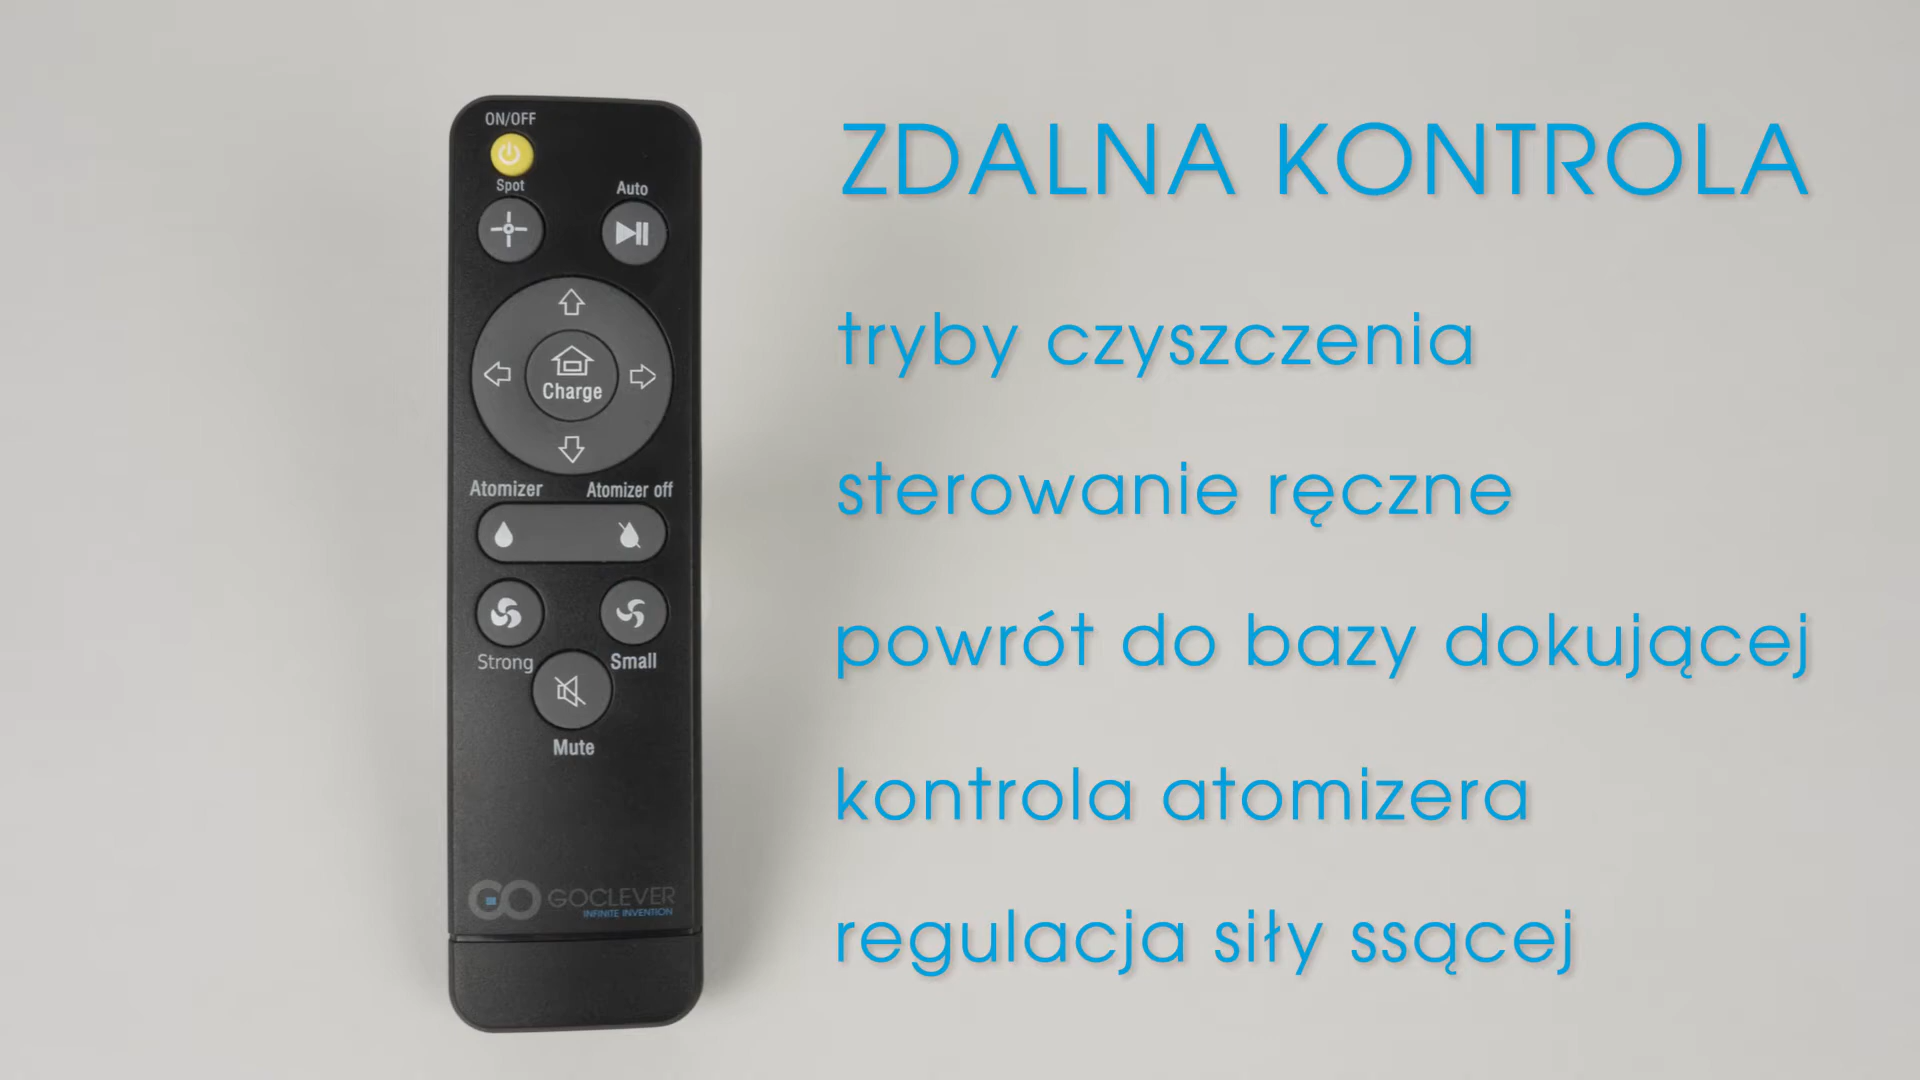 ON/OFF
Spot
Auto
Charge
Atomizer
Atomizer off
Strong
Small
Mute
GO GOCLEVER
INFINITE INVENTION
ZDALNA KONTROLA
tryby czyszczenia
sterowanie ręczne
powrót do bazy dokującej
kontrola atomizera
regulacja siły ssącej